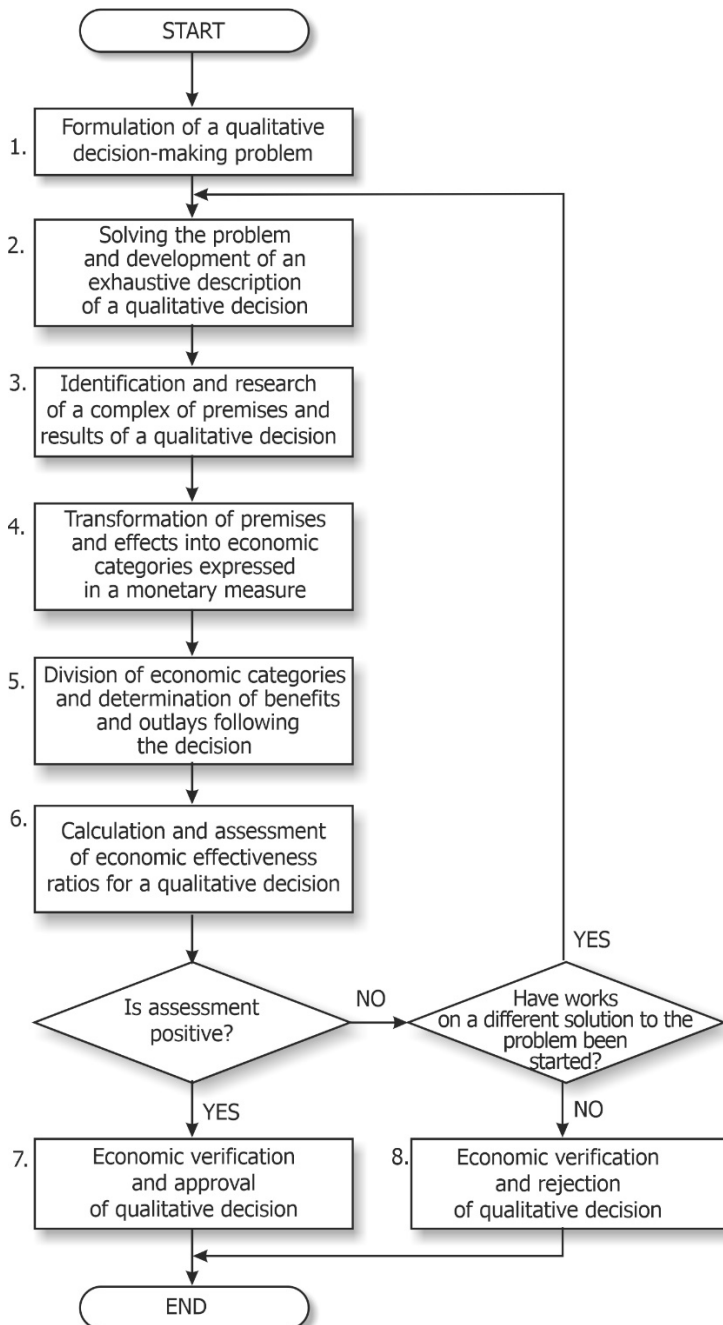 START
1.
Formulation of a qualitative
decision-making problem
2.
Solving the problem
and development of an
exhaustive description
of a qualitative decision
3.
Identification and research
of a complex of premises and
results of a qualitative decision
4.
Transformation of premises
and effects into economic
categories expressed
in a monetary measure
5.
Division of economic categories
and determination of benefits
and outlays following
the decision
6.
Calculation and assessment
of economic effectiveness
ratios for a qualitative decision
Is assessment
positive?
NO
YES
Have works
on a different solution to the
problem been
started?
YES
NO
7.
Economic verification
and approval
of qualitative decision
8.
Economic verification
and rejection
of qualitative decision
END